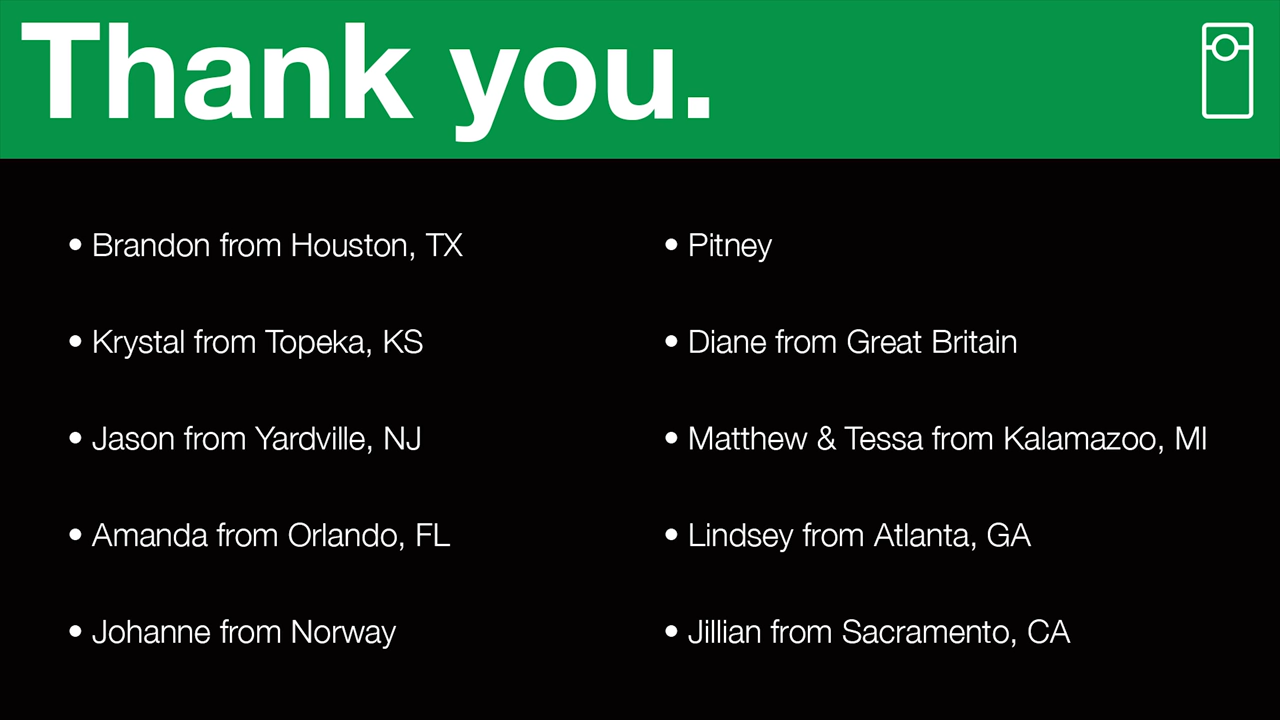 Thank you.
• Brandon from Houston, TX
• Krystal from Topeka, KS
• Jason from Yardville, NJ
• Amanda from Orlando, FL
• Johanne from Norway
• Pitney
• Diane from Great Britain
• Matthew & Tessa from Kalamazoo, MI
• Lindsey from Atlanta, GA
• Jillian from Sacramento, CA